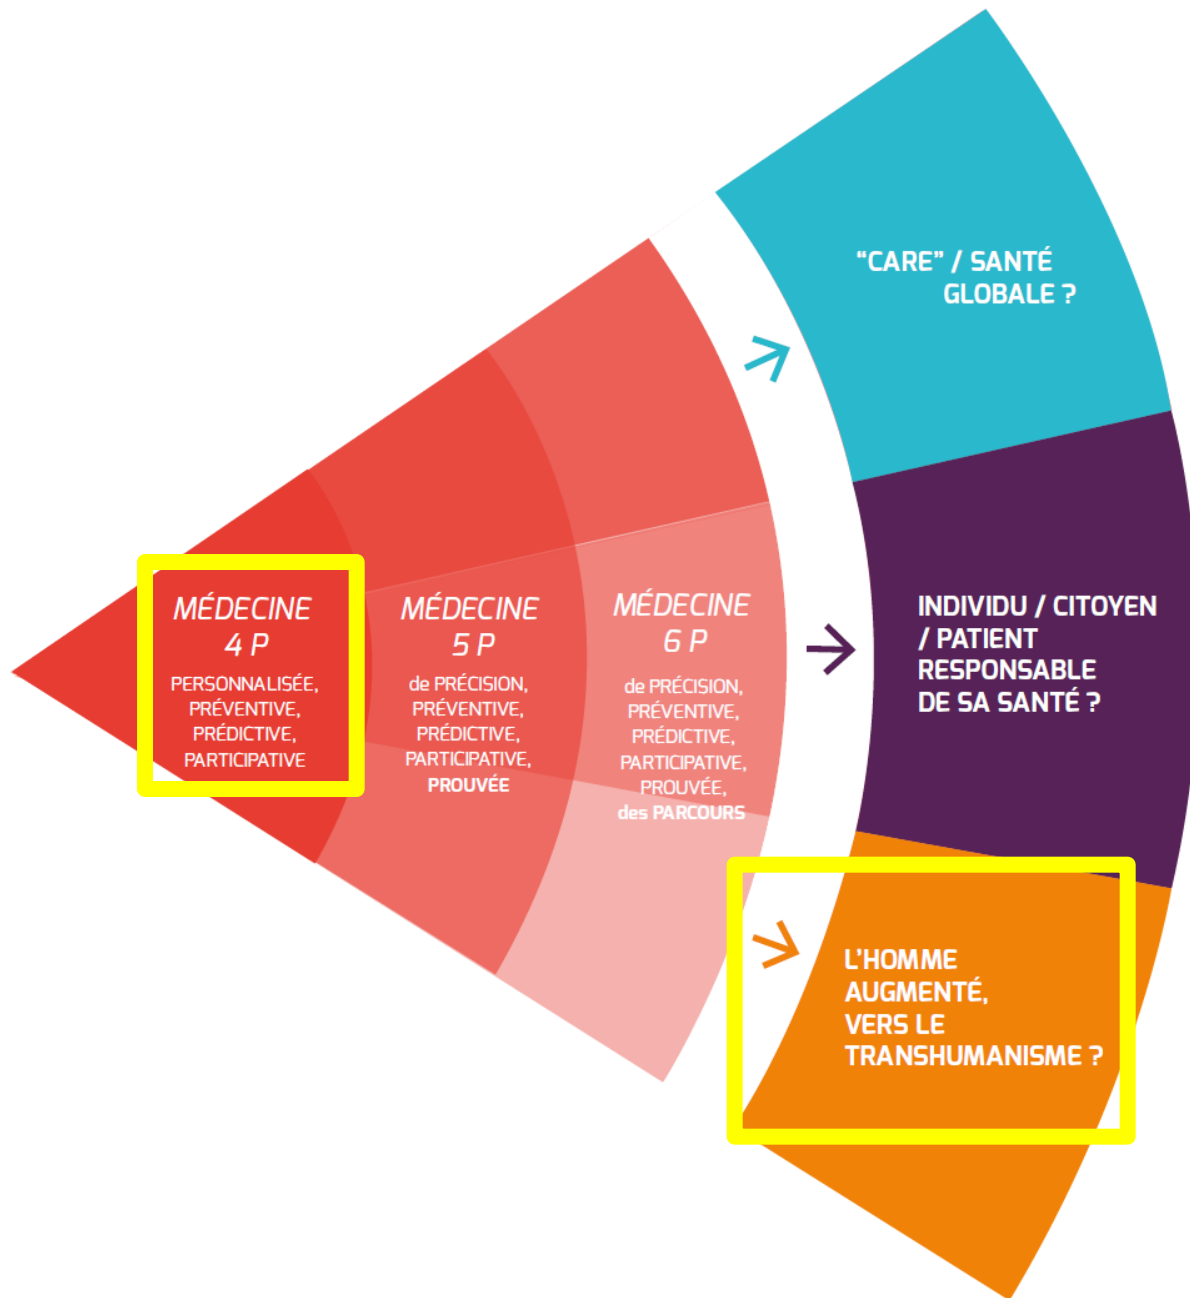 “CARE” / SANTÉ
GLOBALE ?
MÉDECINE
4 P
PERSONNALISÉE,
PRÉVENTIVE,
PRÉDICTIVE,
PARTICIPATIVE
MÉDECINE
5 P
de PRÉCISION,
PRÉVENTIVE,
PRÉDICTIVE,
PARTICIPATIVE,
PROUVÉE
MÉDECINE
6 P
de PRÉCISION,
PRÉVENTIVE,
PRÉDICTIVE,
PARTICIPATIVE,
PROUVÉE,
des PARCOURS
INDIVIDU / CITOYEN
/ PATIENT
RESPONSABLE
DE SA SANTÉ ?
L’HOMME
AUGMENTÉ,
VERS LE
TRANSHUMANISME ?